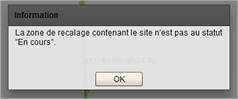 Information
La zone de recalage contenant le site n'est pas au statut
"En cours".
OK